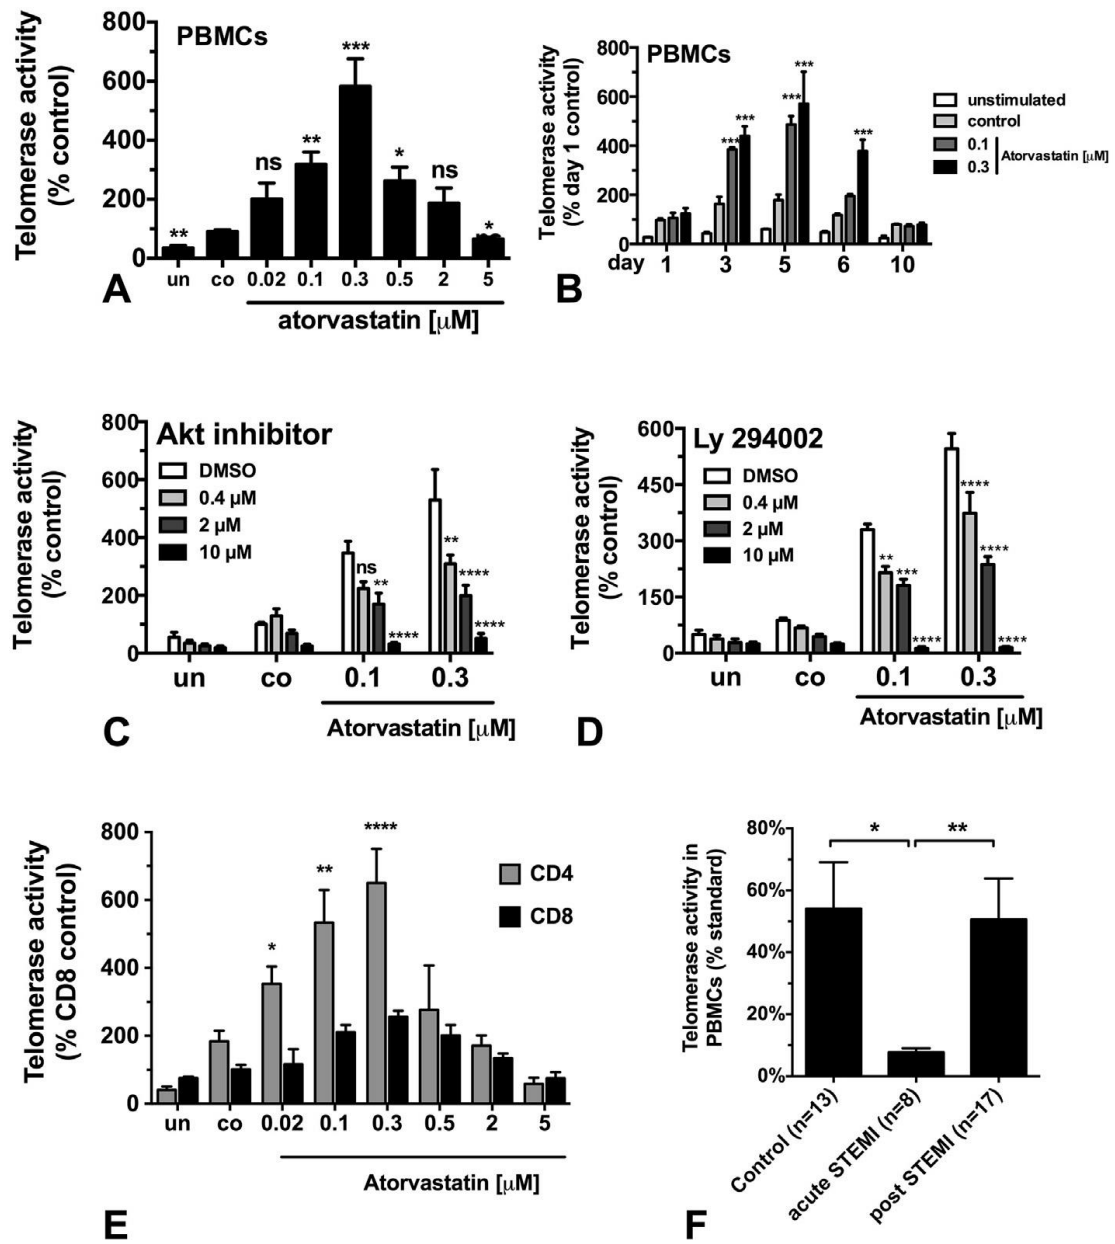 800
600
400
200
0
Telomerase activity
(% control)
PBMCs
**
ns
**
***
*
ns
*
un co 0.02 0.1 0.3 0.5 2 5
atorvastatin [μM]
A
800
600
400
200
0
Telomerase activity
(% day 1 control)
PBMCs
***
***
***
***
***
unstimulated
control
0.1
0.3
Atorvastatin [μM]
day 1 3 5 6 10
B
800
600
400
200
0
Telomerase activity
(% control)
Akt inhibitor
DMSO
0.4 μM
2 μM
10 μM
ns
**
****
**
****
****
un co 0.1 0.3
Atorvastatin [μM]
C
600
450
300
150
0
Telomerase activity
(% control)
Ly 294002
DMSO
0.4 μM
2 μM
10 μM
**
***
****
****
****
****
un co 0.1 0.3
Atorvastatin [μM]
D
800
600
400
200
0
Telomerase activity
(% CD8 control)
*
**
****
CD4
CD8
un co 0.02 0.1 0.3 0.5 2 5
Atorvastatin [μM]
E
80%
60%
40%
20%
0%
Telomerase activity in
PBMCs (% standard)
*
**
Control (n=13)
acute STEMI (n=8)
post STEMI (n=17)
F